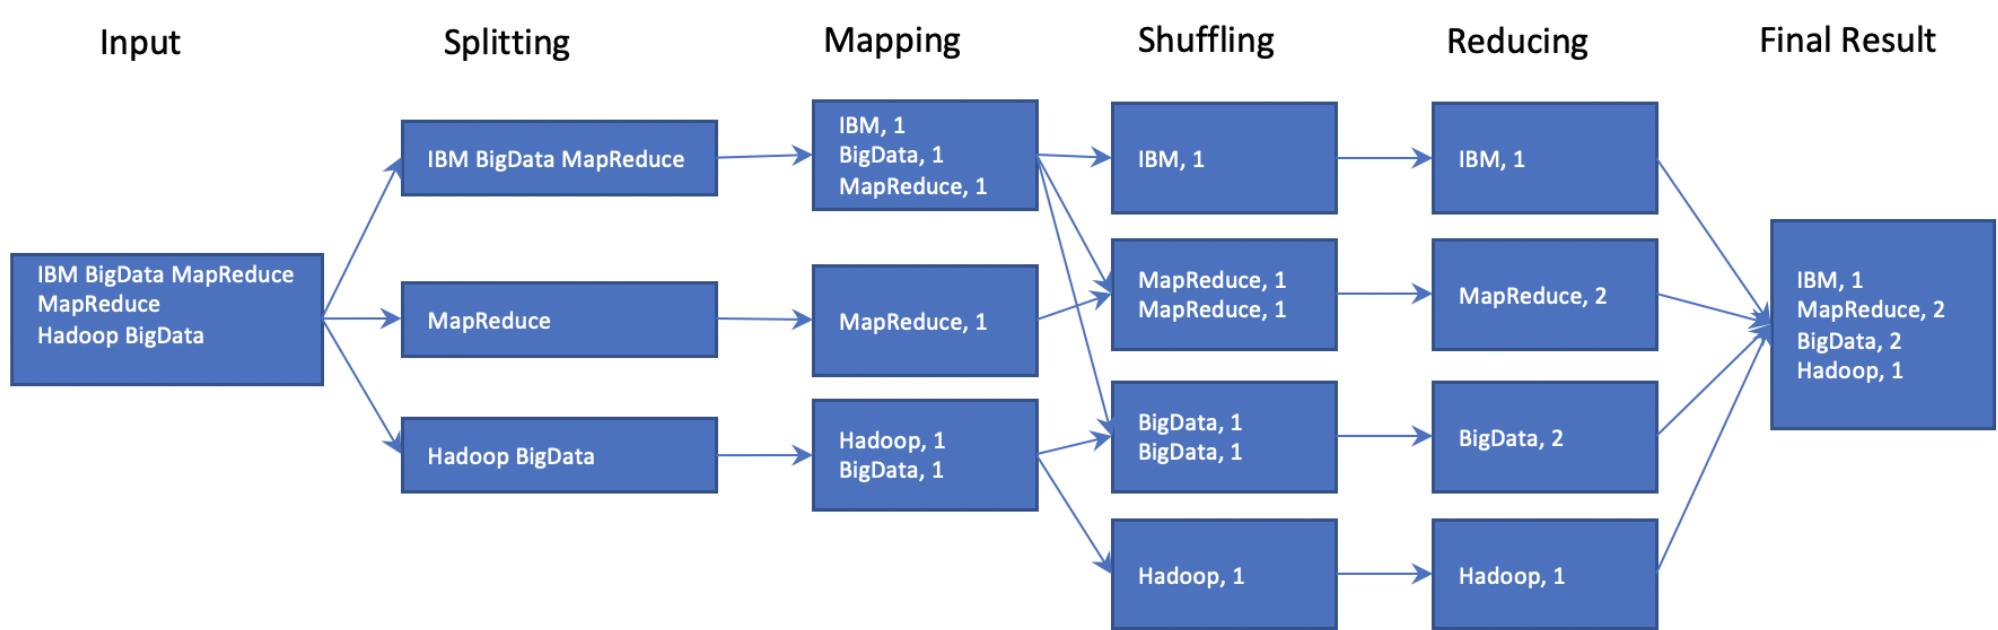 Input
Splitting
Mapping
Shuffling
Reducing
Final Result
IBM BigData MapReduce
MapReduce
Hadoop BigData
IBM BigData MapReduce
MapReduce
Hadoop BigData
IBM, 1
BigData, 1
MapReduce, 1
MapReduce, 1
Hadoop, 1
BigData, 1
IBM, 1
MapReduce, 1
MapReduce, 1
BigData, 1
BigData, 1
Hadoop, 1
IBM, 1
MapReduce, 2
BigData, 2
Hadoop, 1
IBM, 1
MapReduce, 2
BigData, 2
Hadoop, 1